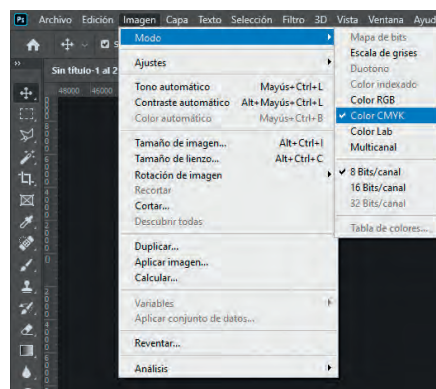 Ps Archivo Edición Imagen Capa Texto Selección Filtro 3D Vista Ventana Ayud
Sin título-1 al 2
48000 46000
Modo
Ajustes
Tono automático Mayús+Ctrl+L
Contraste automático Alt+Mayús+Ctrl+L
Color automático Mayús+Ctrl+B
Tamaño de imagen... Alt+Ctrl+I
Tamaño de lienzo... Alt+Ctrl+C
Rotación de imagen
Recortar
Cortar...
Descubrir todas
Duplicar...
Aplicar imagen...
Calcular...
Variables
Aplicar conjunto de datos...
Reventar...
Análisis
Mapa de bits
Escala de grises
Duotono
Color indexado
Color RGB
Color CMYK
Color Lab
Multicanal
8 Bits/canal
16 Bits/canal
32 Bits/canal
Tabla de colores...